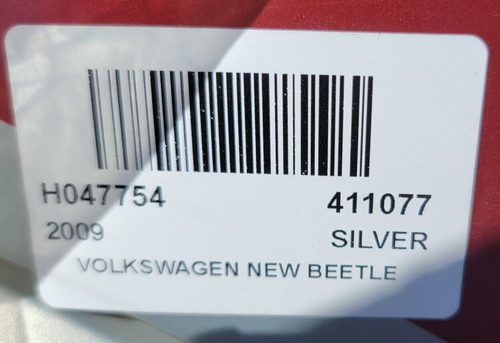 H047754 411077
2009 SILVER
VOLKSWAGEN NEW BEETLE